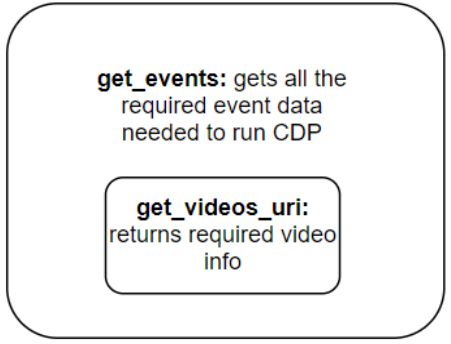 get_events: gets all the
required event data
needed to run CDP
get_videos_uri:
returns required video
info